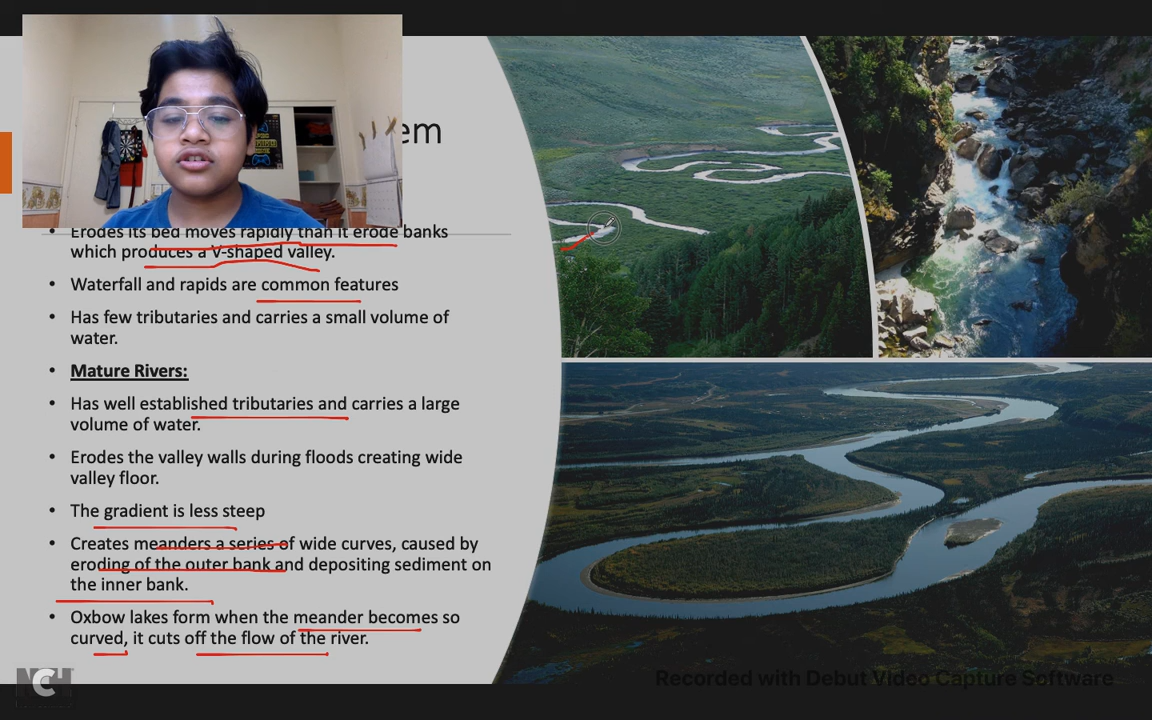 em
Erodes its bed moves rapidly than it erode banks
which produces a V-shaped valley.
• Waterfall and rapids are common features
• Has few tributaries and carries a small volume of
water.
• Mature Rivers:
• Has well established tributaries and carries a large
volume of water.
• Erodes the valley walls during floods creating wide
valley floor.
• The gradient is less steep
• Creates meanders a series of wide curves, caused by
eroding of the outer bank and depositing sediment on
the inner bank.
• Oxbow lakes form when the meander becomes so
curved, it cuts off the flow of the river.
NCH
Recorded with Debut Video Capture Software